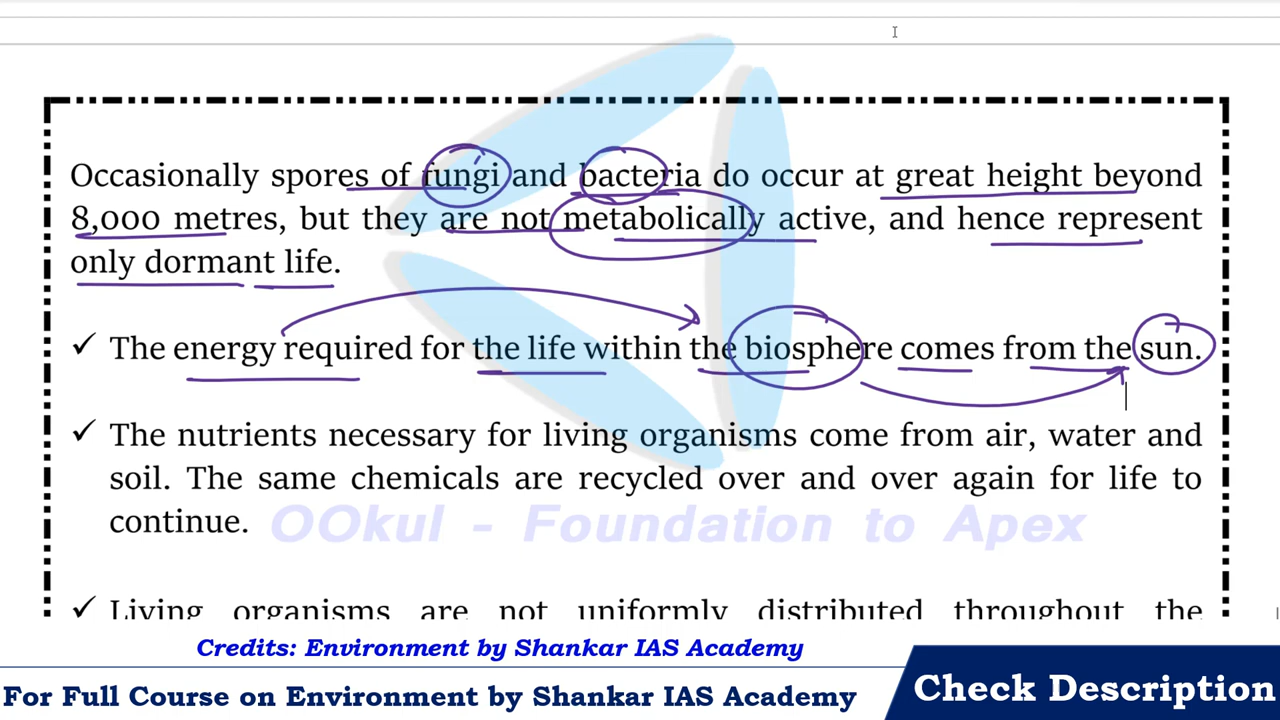 Occasionally spores of fungi and bacteria do occur at great height beyond
8,000 metres, but they are not metabolically active, and hence represent
only dormant life.
✓ The energy required for the life within the biosphere comes from the sun.
✓ The nutrients necessary for living organisms come from air, water and
soil. The same chemicals are recycled over and over again for life to
continue.
OOkul - Foundation to Apex
✓ Living organisms are not uniformly distributed throughout the
Credits: Environment by Shankar IAS Academy
For Full Course on Environment by Shankar IAS Academy
Check Description